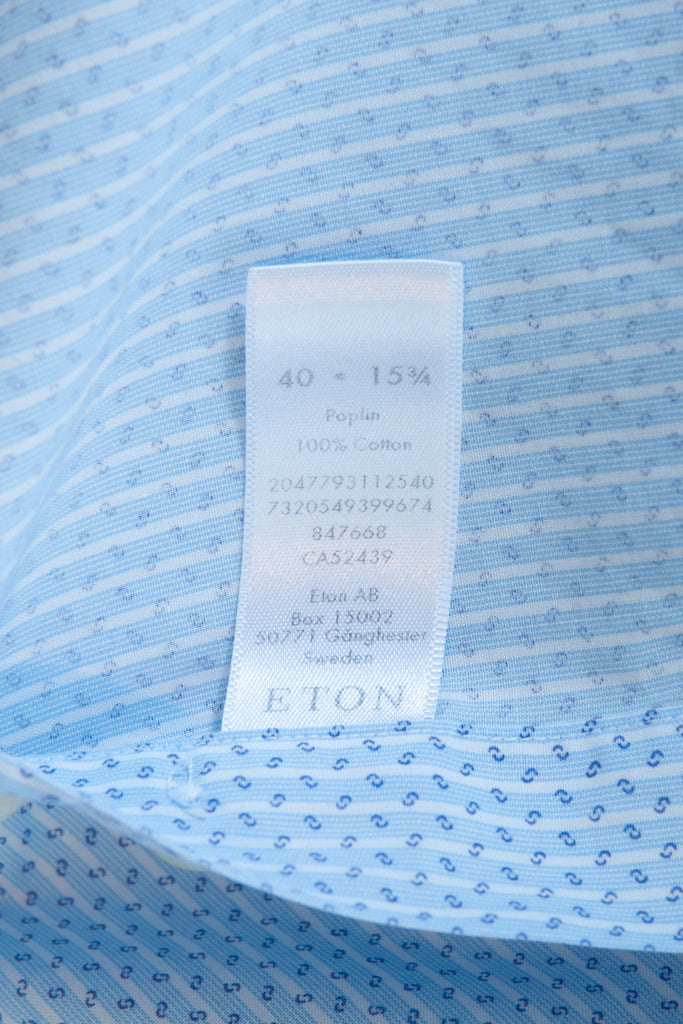 40 • 15¾
Poplin
100% Cotton
2047793112540
7320549399674
847668
CA52439
Eton AB
Box 15002
50771 Gånghester
Sweden
ETON